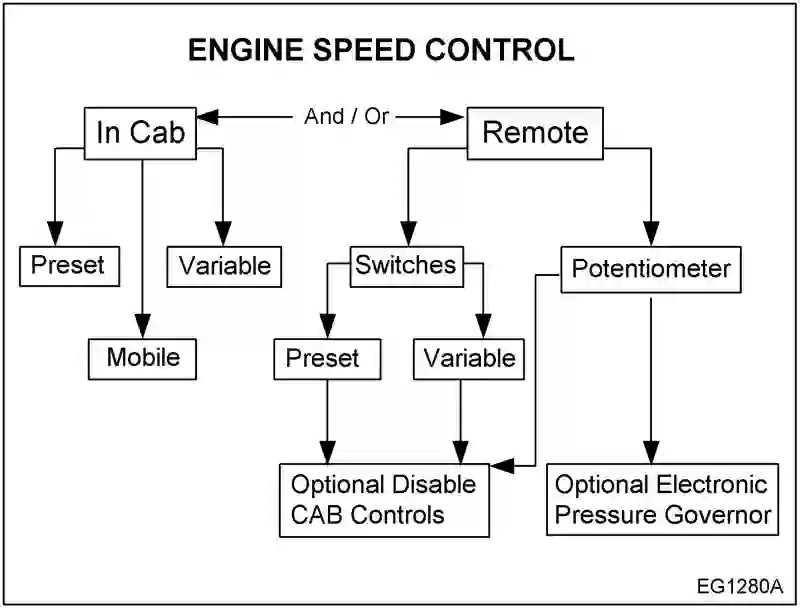 ENGINE SPEED CONTROL
In Cab
And / Or
Remote
Preset
Variable
Switches
Potentiometer
Mobile
Preset
Variable
Optional Disable
CAB Controls
Optional Electronic
Pressure Governor
EG1280A